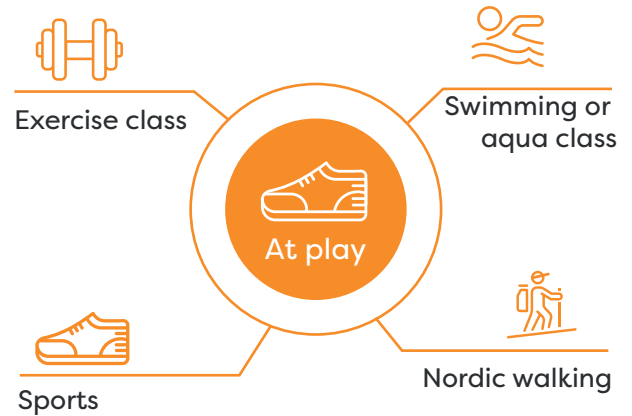 Exercise class
Swimming or
aqua class
At play
Sports
Nordic walking